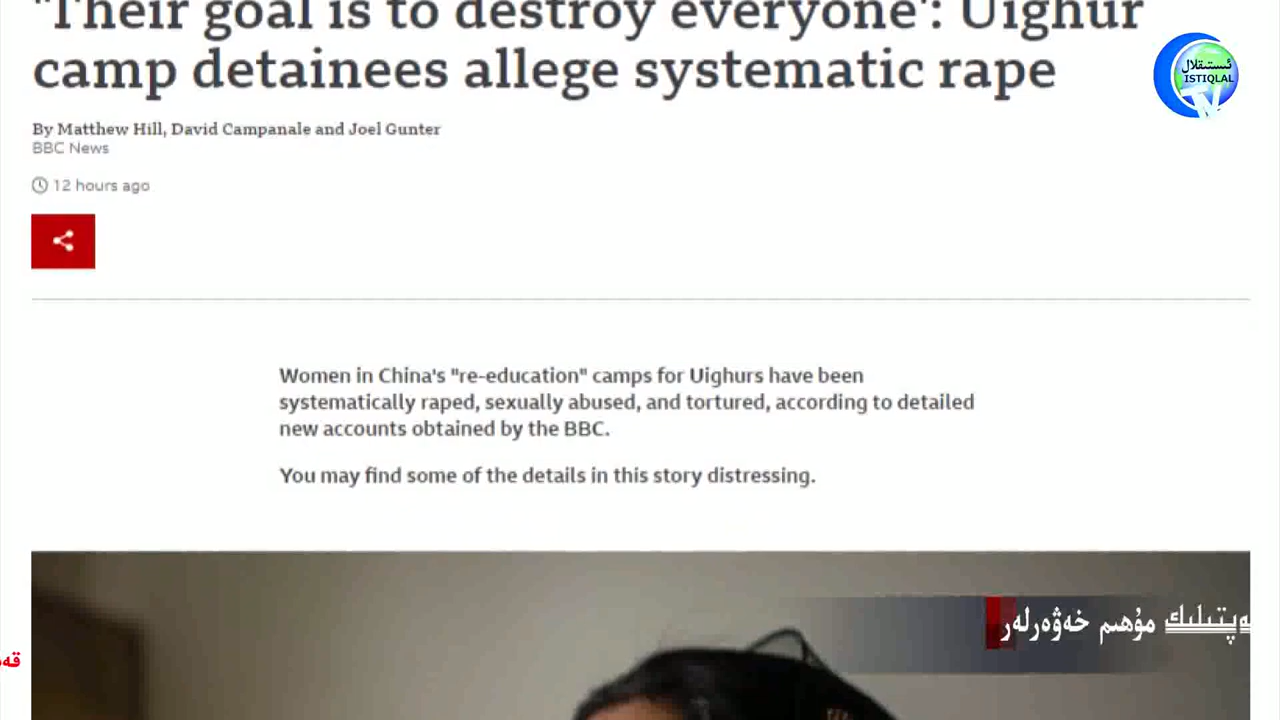 "Their goal is to destroy everyone': Uighur
camp detainees allege systematic rape
ئىستىقلال
ISTIQLAL
TV
By Matthew Hill, David Campanale and Joel Gunter
BBC News
12 hours ago
Women in China's "re-education" camps for Uighurs have been
systematically raped, sexually abused, and tortured, according to detailed
new accounts obtained by the BBC.
You may find some of the details in this story distressing.
ەپتىلىك مۇھىم خەۋەرلەر